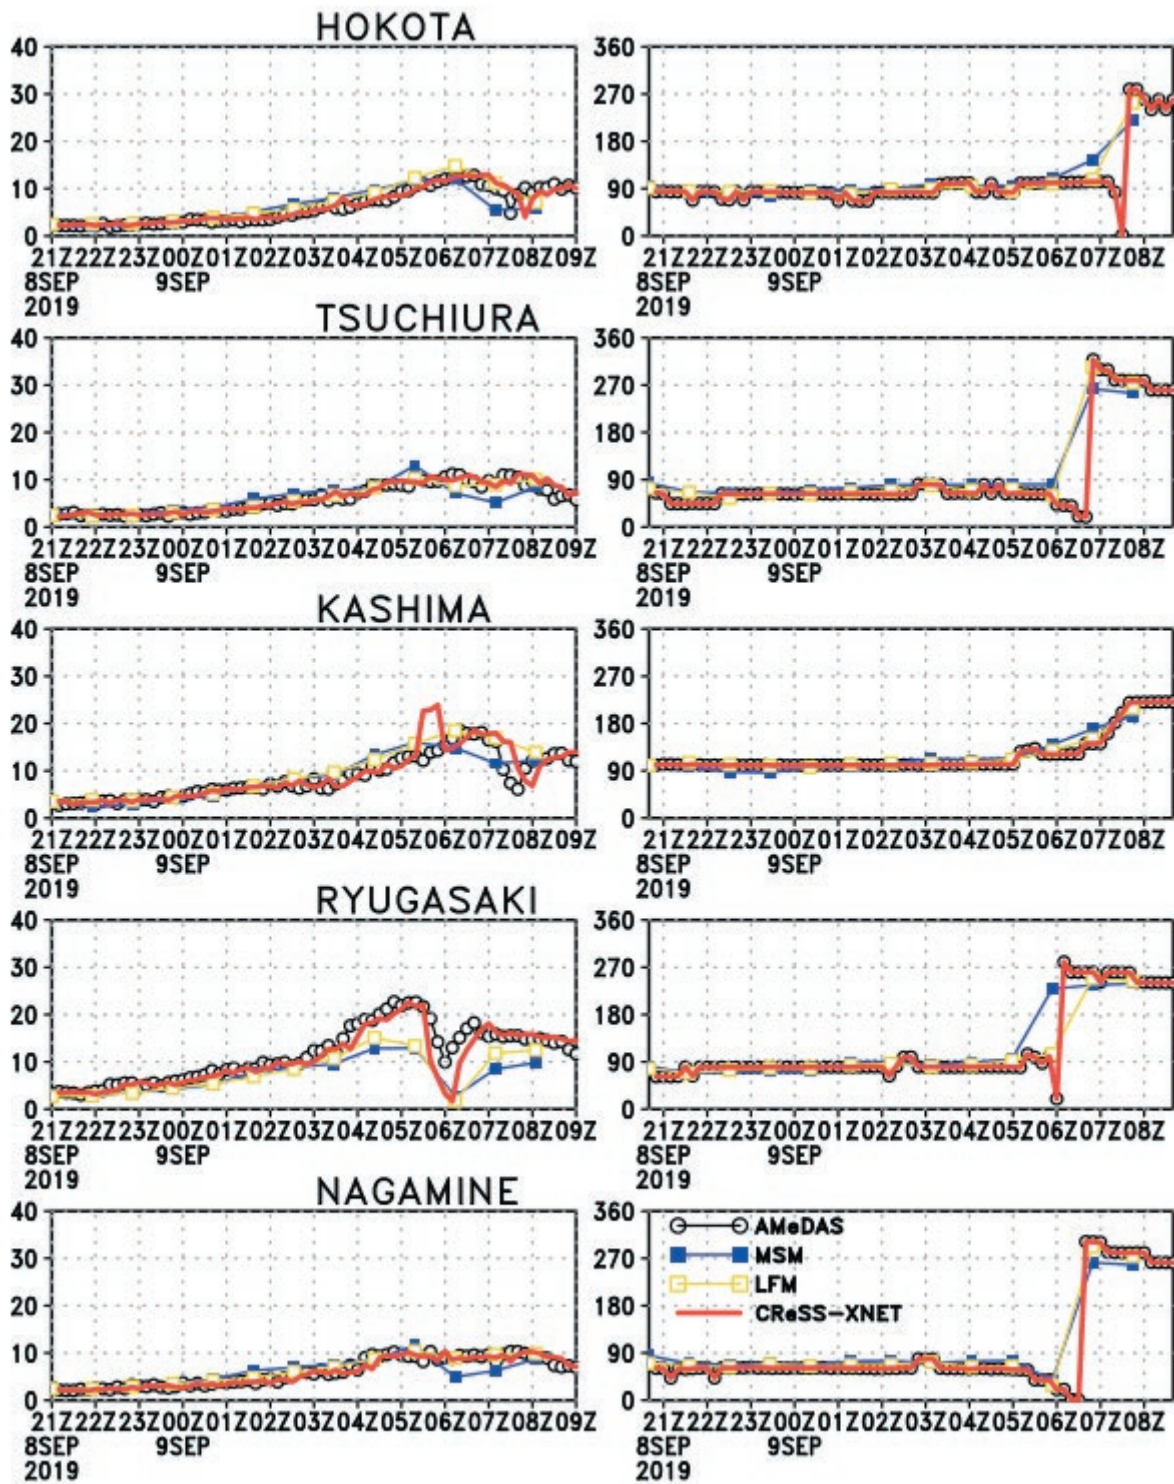 HOKOTA
40
30
20
10
0
21Z22Z23Z00Z01Z02Z03Z04Z05Z06Z07Z08Z09Z
8SEP 9SEP
2019
360
270
180
90
0
21Z22Z23Z00Z01Z02Z03Z04Z05Z06Z07Z08Z
8SEP 9SEP
2019
TSUCHIURA
40
30
20
10
0
21Z22Z23Z00Z01Z02Z03Z04Z05Z06Z07Z08Z09Z
8SEP 9SEP
2019
360
270
180
90
0
21Z22Z23Z00Z01Z02Z03Z04Z05Z06Z07Z08Z
8SEP 9SEP
2019
KASHIMA
40
30
20
10
0
21Z22Z23Z00Z01Z02Z03Z04Z05Z06Z07Z08Z09Z
8SEP 9SEP
2019
360
270
180
90
0
21Z22Z23Z00Z01Z02Z03Z04Z05Z06Z07Z08Z
8SEP 9SEP
2019
RYUGASAKI
40
30
20
10
0
21Z22Z23Z00Z01Z02Z03Z04Z05Z06Z07Z08Z09Z
8SEP 9SEP
2019
360
270
180
90
0
21Z22Z23Z00Z01Z02Z03Z04Z05Z06Z07Z08Z
8SEP 9SEP
2019
NAGAMINE
40
30
20
10
0
21Z22Z23Z00Z01Z02Z03Z04Z05Z06Z07Z08Z09Z
8SEP 9SEP
2019
360
270
180
90
0
AMeDAS
MSM
LFM
CReSS-XNET
21Z22Z23Z00Z01Z02Z03Z04Z05Z06Z07Z08Z
8SEP 9SEP
2019